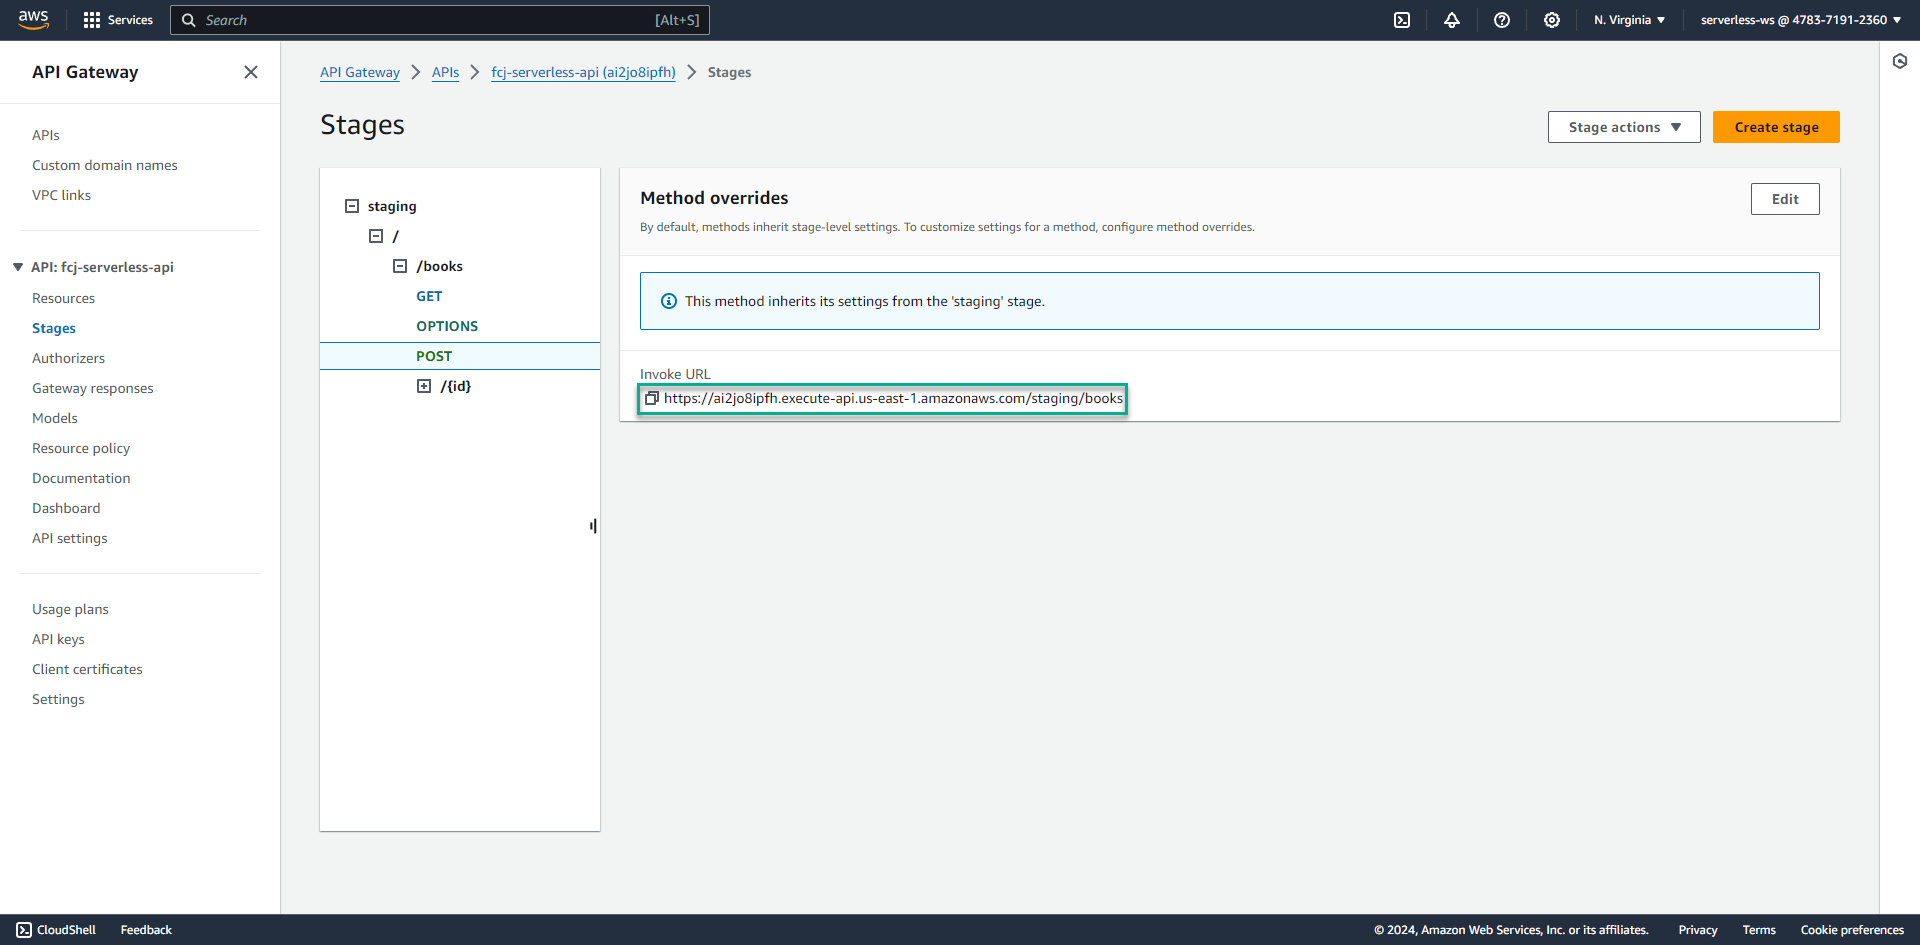 aws
Services
Search
[Alt+S]
N. Virginia
serverless-ws @ 4783-7191-2360
API Gateway
APIs
Custom domain names
VPC links
API: fcj-serverless-api
Resources
Stages
Authorizers
Gateway responses
Models
Resource policy
Documentation
Dashboard
API settings
Usage plans
API keys
Client certificates
Settings
API Gateway
APIs
fcj-serverless-api (ai2jo8ipfh)
Stages
Stages
Stage actions
Create stage
staging
/
/books
GET
OPTIONS
POST
/{id}
Method overrides
Edit
By default, methods inherit stage-level settings. To customize settings for a method, configure method overrides.
This method inherits its settings from the 'staging' stage.
Invoke URL
https://ai2jo8ipfh.execute-api.us-east-1.amazonaws.com/staging/books
CloudShell
Feedback
© 2024, Amazon Web Services, Inc. or its affiliates.
Privacy
Terms
Cookie preferences